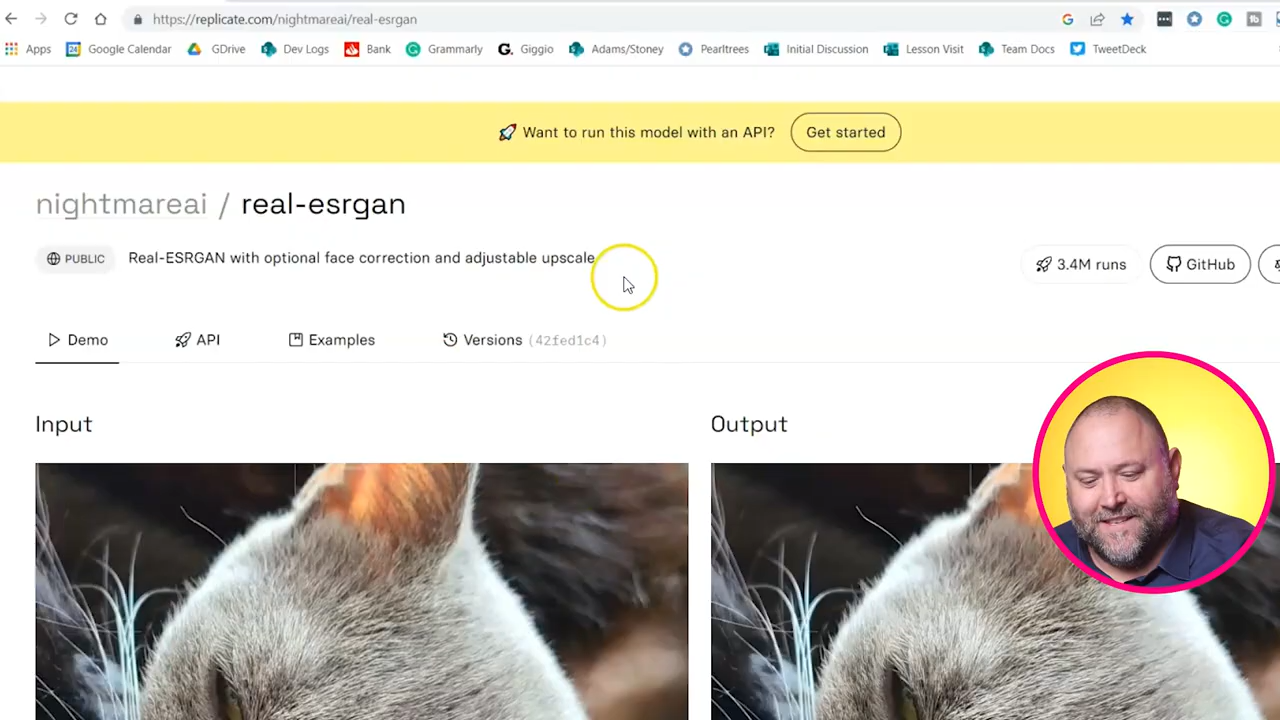 https://replicate.com/nightmareai/real-esrgan
Apps Google Calendar GDrive Dev Logs Bank Grammarly Giggio Adams/Stoney Pearltrees Initial Discussion Lesson Visit Team Docs TweetDeck
Want to run this model with an API? Get started
nightmareai / real-esrgan
PUBLIC Real-ESRGAN with optional face correction and adjustable upscale
3.4M runs GitHub
Demo API Examples Versions (42fed1c4)
Input Output